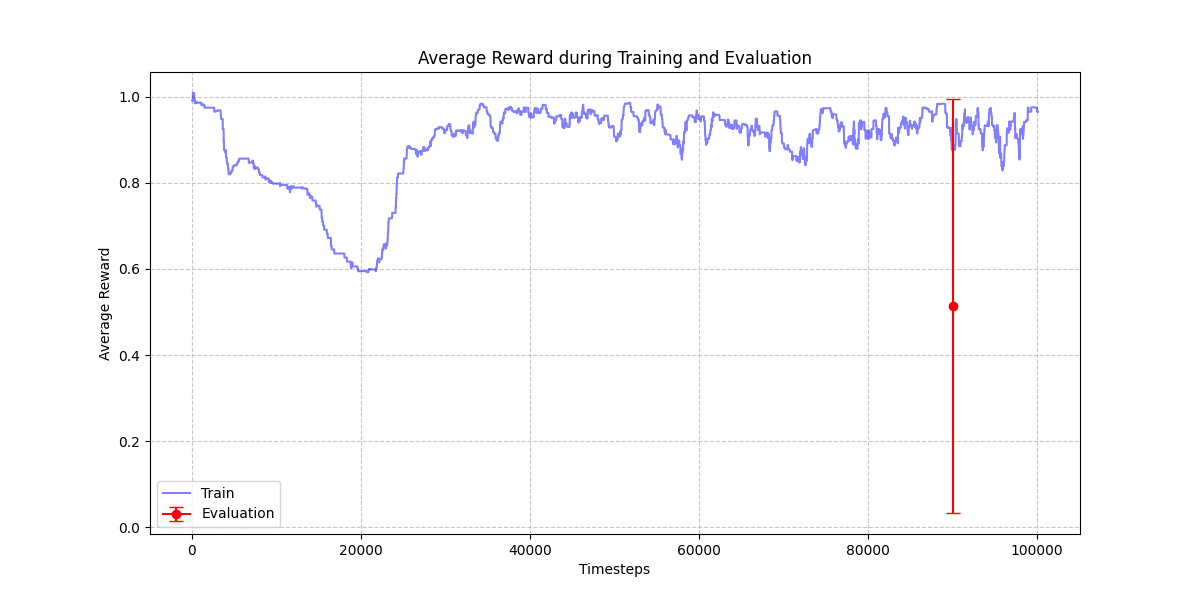 Average Reward during Training and Evaluation
Average Reward
1.0
0.8
0.6
0.4
0.2
0.0
Train
Evaluation
0 20000 40000 60000 80000 100000
Timesteps